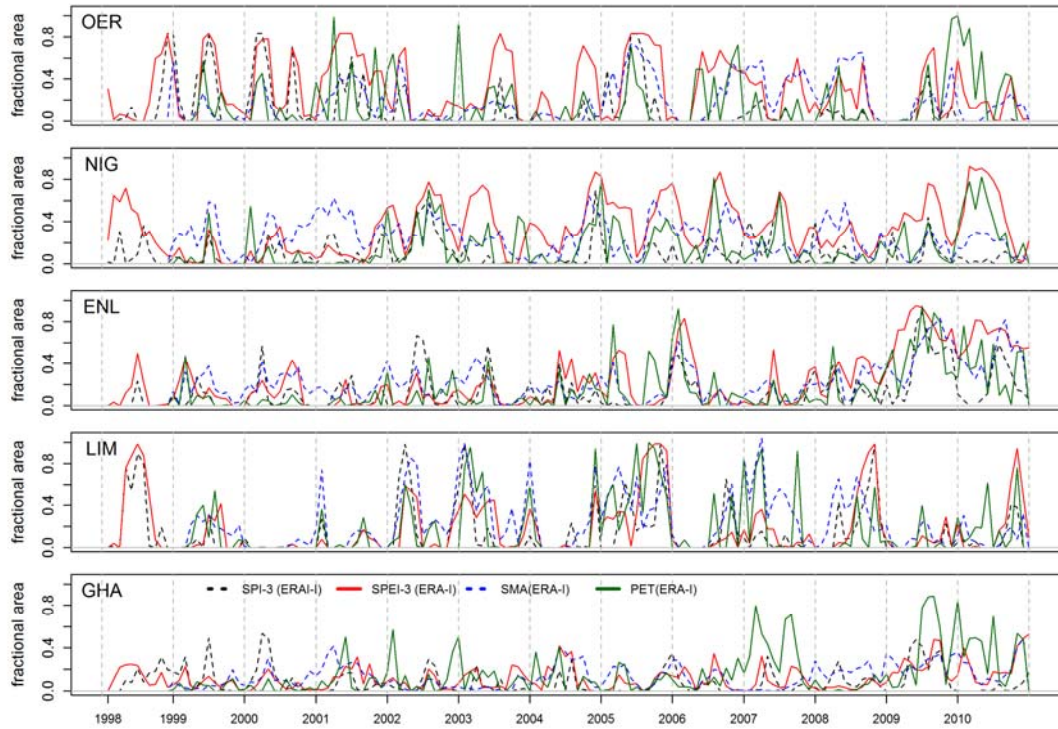 fractional area
0.0 0.4 0.8
OER
fractional area
0.0 0.4 0.8
NIG
fractional area
0.0 0.4 0.8
ENL
fractional area
0.0 0.4 0.8
LIM
fractional area
0.0 0.4 0.8
GHA
SPI-3 (ERAI-I) SPEI-3 (ERA-I) SMA(ERA-I) PET(ERA-I)
1998 1999 2000 2001 2002 2003 2004 2005 2006 2007 2008 2009 2010